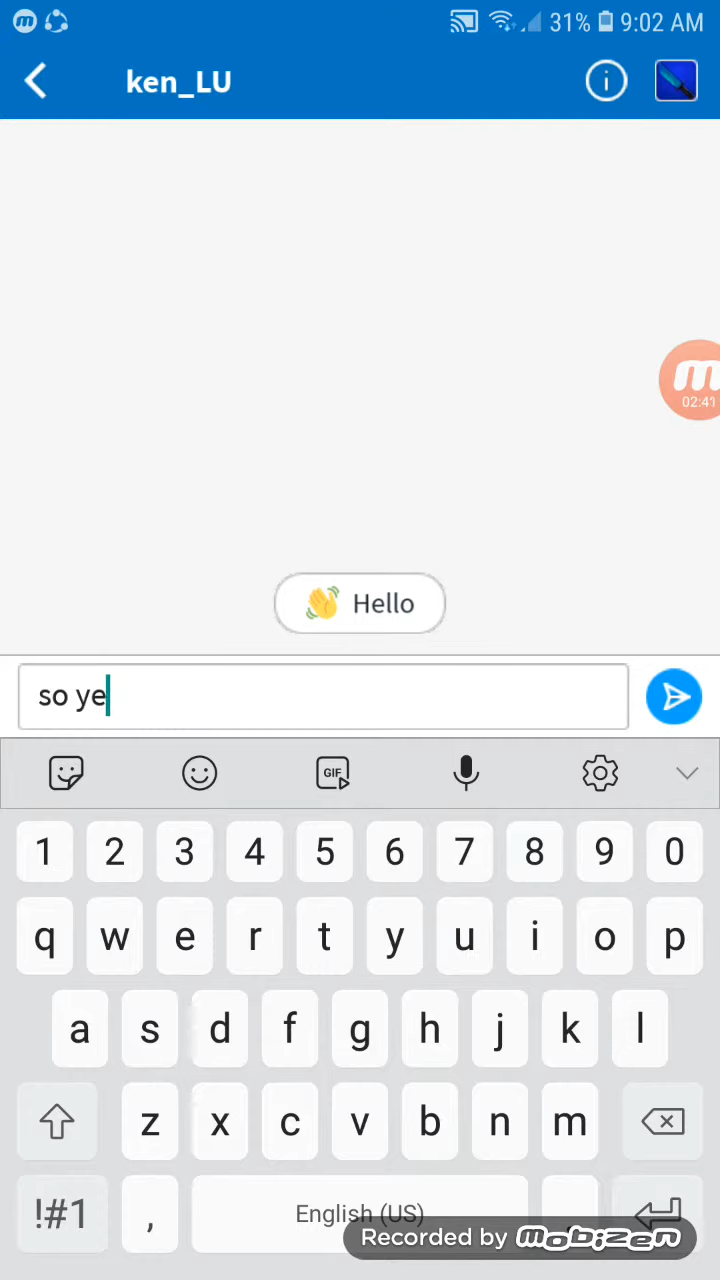 31% 9:02 AM
ken_LU
m
02:41
Hello
so ye
GIF
1 2 3 4 5 6 7 8 9 0
q w e r t y u i o p
a s d f g h j k l
z x c v b n m
!#1 , English (US) .
Recorded by mobizen